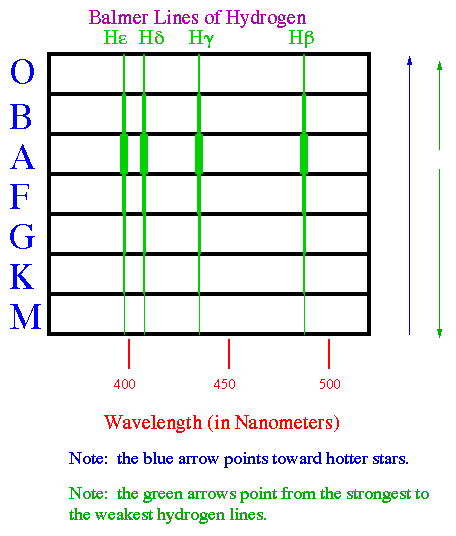 Balmer Lines of Hydrogen
Hε Hδ Hγ Hβ
O
B
A
F
G
K
M
400 450 500
Wavelength (in Nanometers)
Note: the blue arrow points toward hotter stars.
Note: the green arrows point from the strongest to
the weakest hydrogen lines.